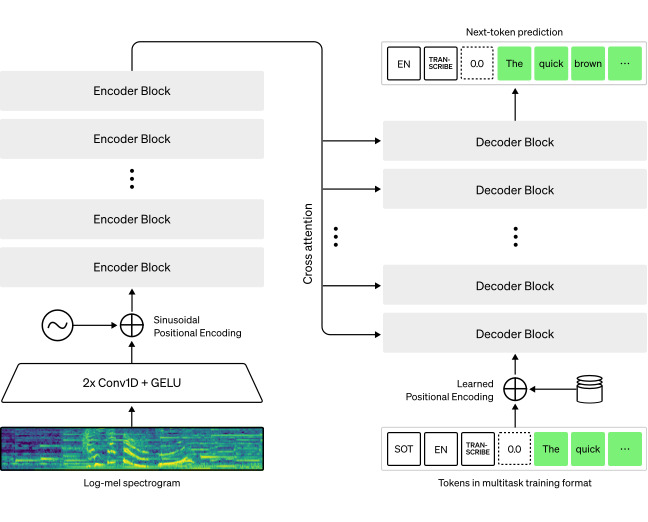 Next-token prediction
EN
TRAN-
SCRIBE
0.0
The
quick
brown
...
Encoder Block
Encoder Block
Encoder Block
Encoder Block
Sinusoidal
Positional Encoding
2x Conv1D + GELU
Log-mel spectrogram
Cross attention
Decoder Block
Decoder Block
Decoder Block
Decoder Block
Learned
Positional Encoding
SOT
EN
TRAN-
SCRIBE
0.0
The
quick
...
Tokens in multitask training format